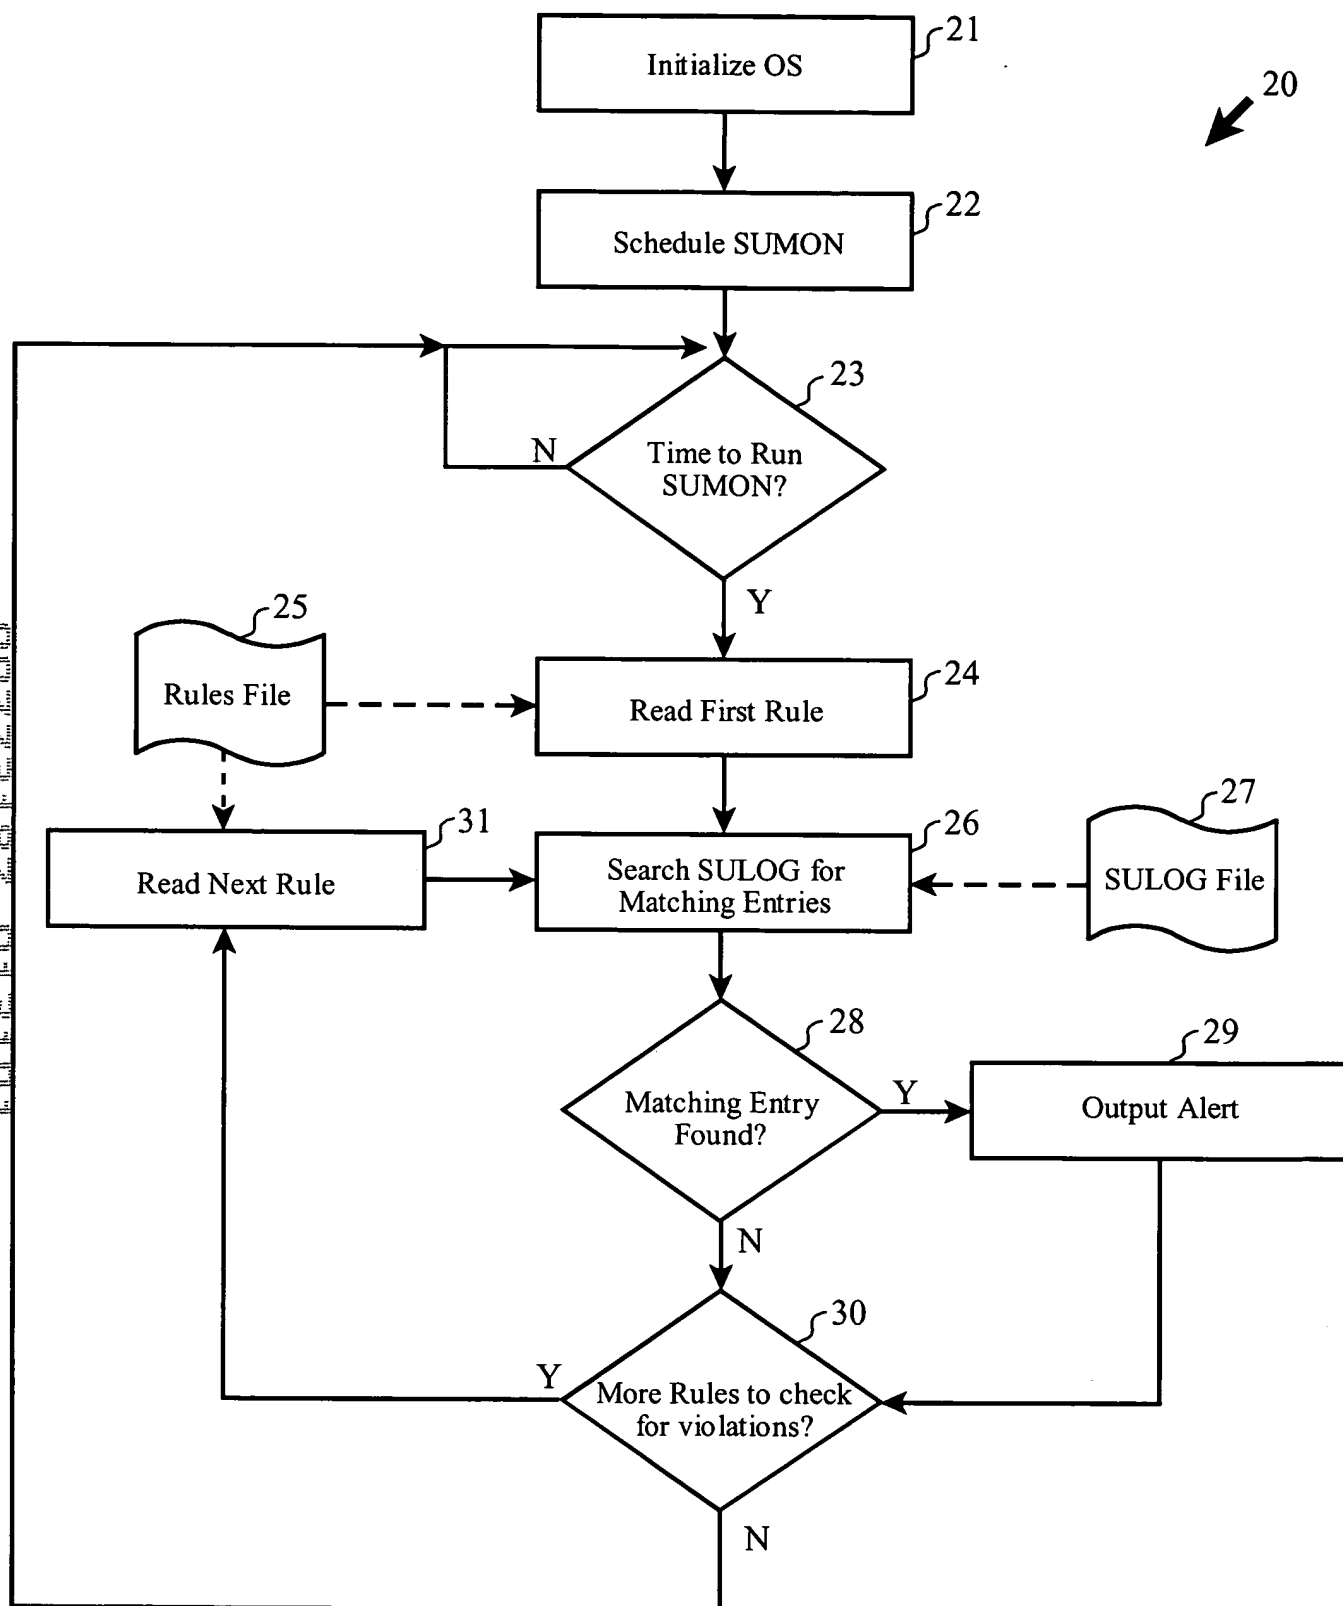 21
Initialize OS
20
22
Schedule SUMON
23
N
Time to Run
SUMON?
Y
25
Rules File
24
Read First Rule
31
Read Next Rule
26
Search SULOG for
Matching Entries
27
SULOG File
28
Matching Entry
Found?
Y
29
Output Alert
N
30
Y
More Rules to check
for violations?
N